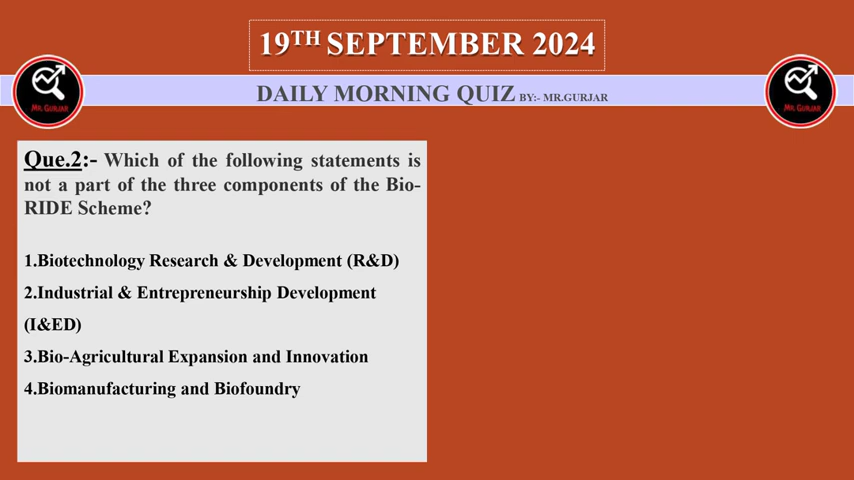 19TH SEPTEMBER 2024
DAILY MORNING QUIZ BY:- MR.GURJAR
MR.GURJAR
MR.GURJAR
Que.2:- Which of the following statements is
not a part of the three components of the Bio-
RIDE Scheme?
1.Biotechnology Research & Development (R&D)
2.Industrial & Entrepreneurship Development
(I&ED)
3.Bio-Agricultural Expansion and Innovation
4.Biomanufacturing and Biofoundry